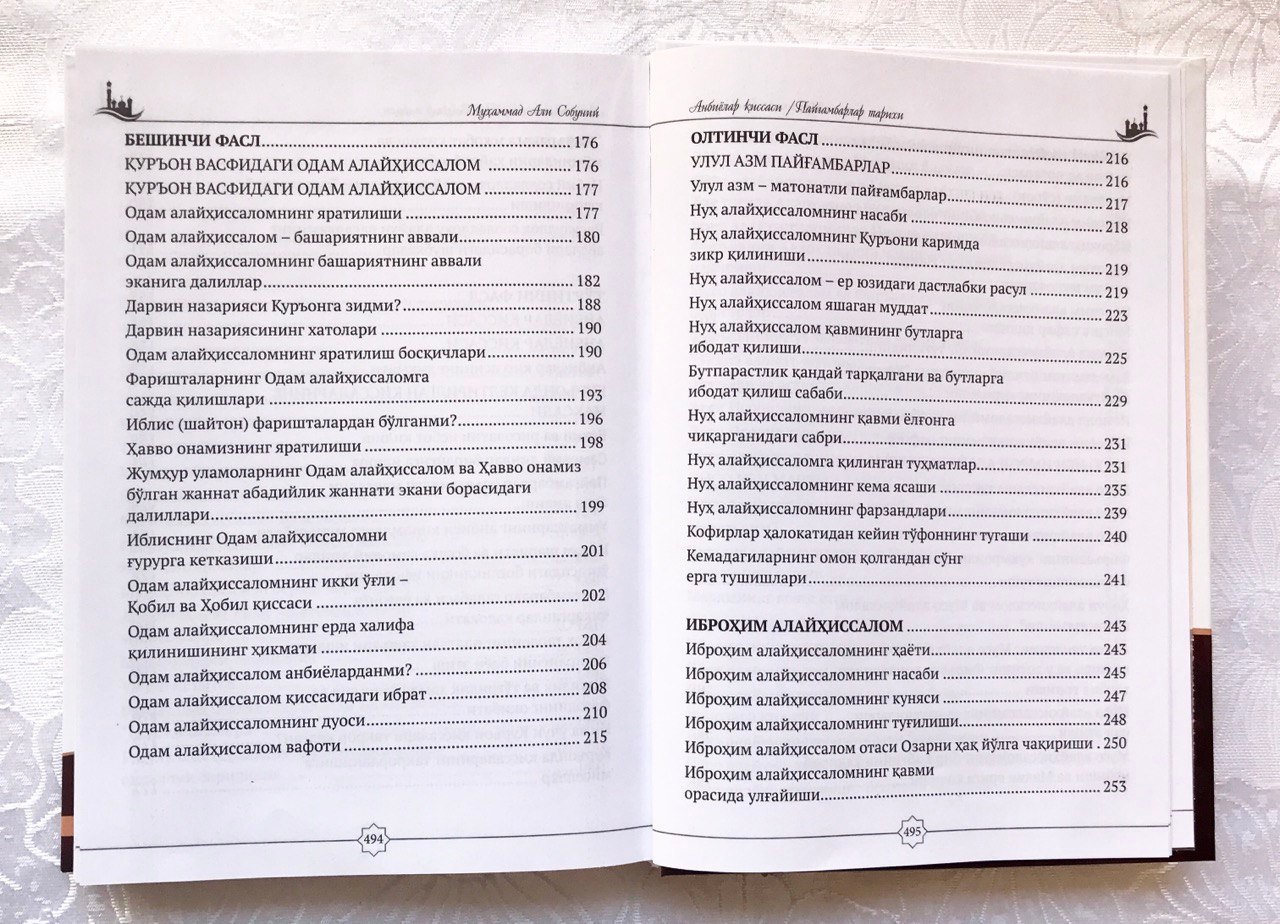 Муҳаммад Али Собуний
БЕШИНЧИ ФАСЛ..........176
ҚУРЪОН ВАСФИДАГИ ОДАМ АЛАЙҲИССАЛОМ ..........176
ҚУРЪОН ВАСФИДАГИ ОДАМ АЛАЙҲИССАЛОМ ..........177
Одам алайҳиссаломнинг яратилиши ..........177
Одам алайҳиссалом – башариятнинг аввали..........180
Одам алайҳиссаломнинг башариятнинг аввали
эканига далиллар..........182
Дарвин назарияси Қуръонга зидми?..........188
Дарвин назариясининг хатолари ..........190
Одам алайҳиссаломнинг яратилиш босқичлари..........190
Фаришталарнинг Одам алайҳиссаломга
сажда қилишлари ..........193
Иблис (шайтон) фаришталардан бўлганми?..........196
Ҳавво онамизнинг яратилиши ..........198
Жумҳур уламоларнинг Одам алайҳиссалом ва Ҳавво онамиз
бўлган жаннат абадийлик жаннати экани борасидаги
далиллари..........199
Иблиснинг Одам алайҳиссаломни
ғурурга кетказиши..........201
Одам алайҳиссаломнинг икки ўғли –
Қобил ва Ҳобил қиссаси ..........202
Одам алайҳиссаломнинг ерда халифа
қилинишининг ҳикмати ..........204
Одам алайҳиссалом анбиёларданми? ..........206
Одам алайҳиссалом қиссасидаги ибрат ..........208
Одам алайҳиссаломнинг дуоси..........210
Одам алайҳиссалом вафоти ..........215
494
Анбиёлар қиссаси /Пайғамбарлар тарихи
ОЛТИНЧИ ФАСЛ ..........216
УЛУЛ АЗМ ПАЙҒАМБАРЛАР ..........216
Улул азм – матонатли пайғамбарлар..........217
Нуҳ алайҳиссаломнинг насаби ..........218
Нуҳ алайҳиссаломнинг Қуръони каримда
зикр қилиниши ..........219
Нуҳ алайҳиссалом – ер юзидаги дастлабки расул ..........219
Нуҳ алайҳиссалом яшаган муддат..........223
Нуҳ алайҳиссалом қавмининг бутларга
ибодат қилиши..........225
Бутпарастлик қандай тарқалгани ва бутларга
ибодат қилиш сабаби..........229
Нуҳ алайҳиссаломнинг қавми ёлғонга
чиқарганидаги сабри..........231
Нуҳ алайҳиссаломга қилинган туҳматлар..........231
Нуҳ алайҳиссаломнинг кема ясаши ..........235
Нуҳ алайҳиссаломнинг фарзандлари..........239
Кофирлар ҳалокатидан кейин тўфоннинг тугаши ..........240
Кемадагиларнинг омон қолгандан сўнг
ерга тушишлари ..........241
ИБРОҲИМ АЛАЙҲИССАЛОМ ..........243
Иброҳим алайҳиссаломнинг ҳаёти..........243
Иброҳим алайҳиссаломнинг насаби ..........245
Иброҳим алайҳиссаломнинг куняси ..........247
Иброҳим алайҳиссаломнинг туғилиши..........248
Иброҳим алайҳиссалом отаси Озарни ҳақ йўлга чақириши . 250
Иброҳим алайҳиссаломнинг қавми
орасида улғайиши..........253
495